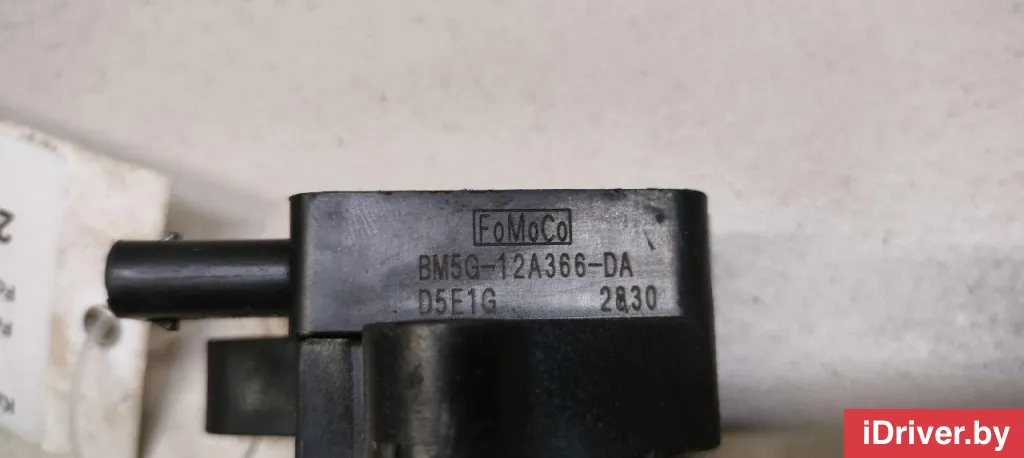 FoMoCo
BM5G-12A366-DA
D5E1G 2830
iDriver.by